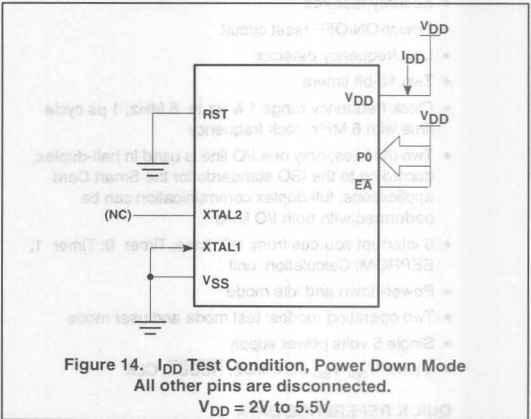 VDD
IDD
VDD
RST
VDD
P0
EA
(NC)
XTAL2
XTAL1
VSS
Figure 14. IDD Test Condition, Power Down Mode
All other pins are disconnected.
VDD = 2V to 5.5V